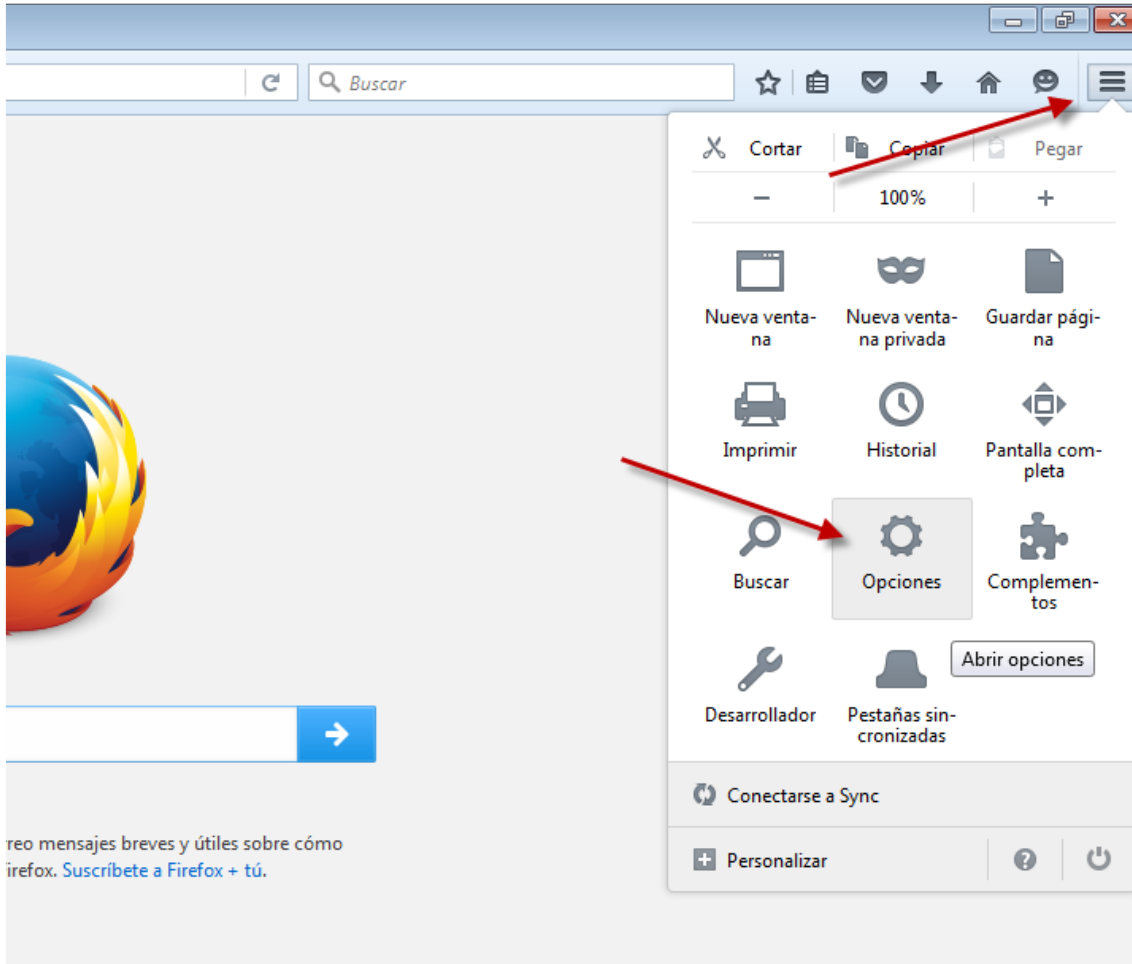 Buscar
Cortar
Copiar
Pegar
100%
Nueva venta-
na
Nueva venta-
na privada
Guardar pági-
na
Imprimir
Historial
Pantalla com-
pleta
Buscar
Opciones
Complemen-
tos
Abrir opciones
Desarrollador
Pestañas sin-
cronizadas
Conectarse a Sync
reo mensajes breves y útiles sobre cómo
irefox. Suscríbete a Firefox + tú.
Personalizar